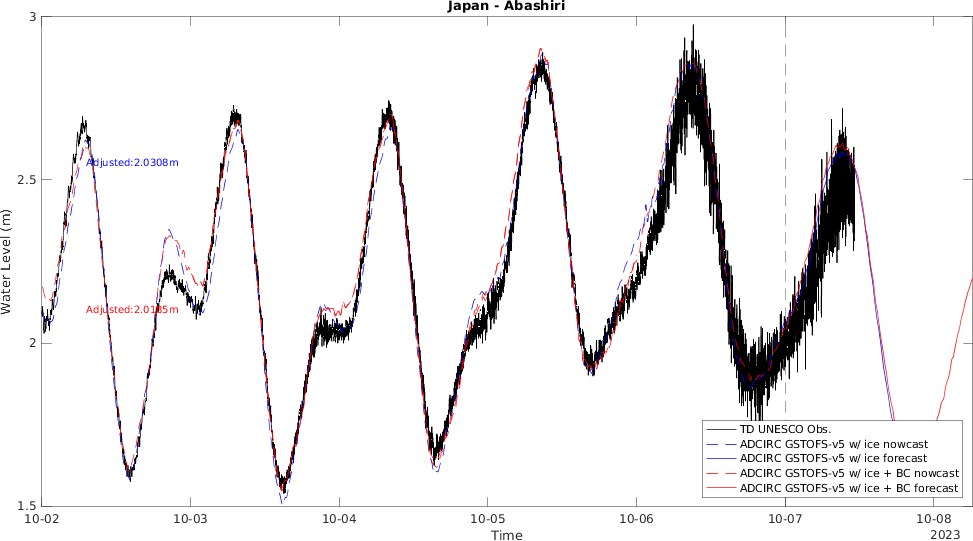 Japan - Abashiri
Water Level (m)
3
2.5
2
1.5
Adjusted:2.0308m
Adjusted:2.0185m
TD UNESCO Obs.
ADCIRC GSTOFS-v5 w/ ice nowcast
ADCIRC GSTOFS-v5 w/ ice forecast
ADCIRC GSTOFS-v5 w/ ice + BC nowcast
ADCIRC GSTOFS-v5 w/ ice + BC forecast
10-02 10-03 10-04 10-05 10-06 10-07 10-08
Time
2023